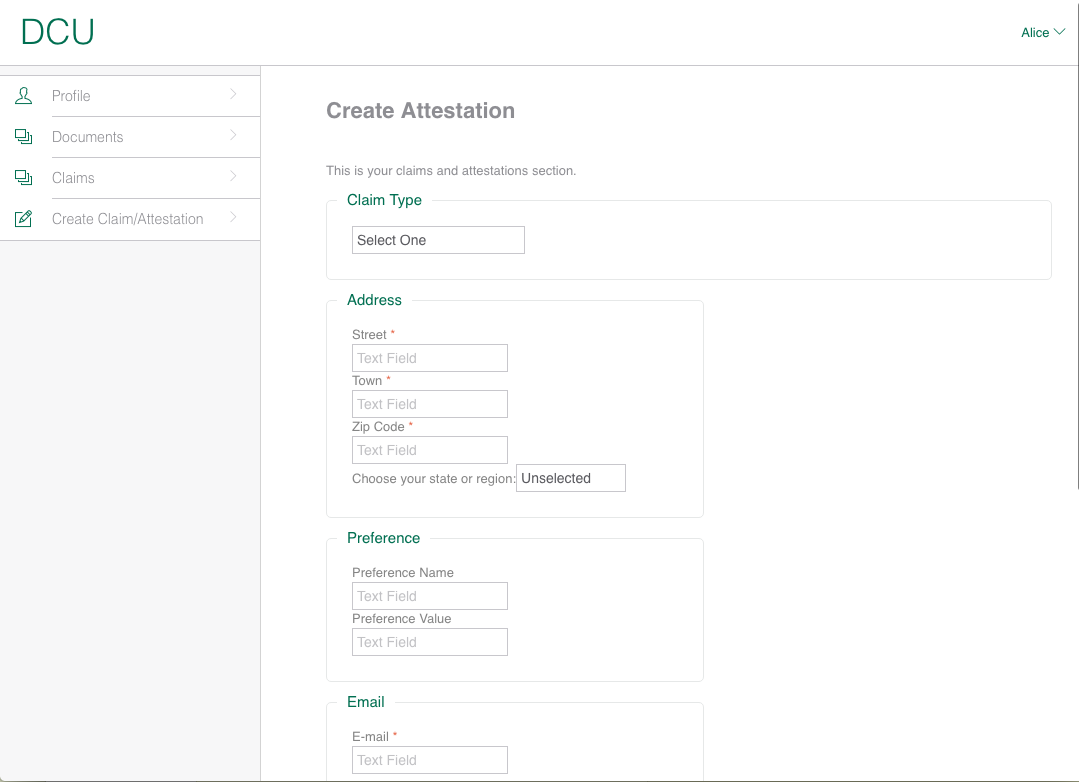 DCU
Alice
Profile
Documents
Claims
Create Claim/Attestation
Create Attestation
This is your claims and attestations section.
Claim Type
Select One
Address
Street *
Text Field
Town *
Text Field
Zip Code *
Text Field
Choose your state or region: Unselected
Preference
Preference Name
Text Field
Preference Value
Text Field
Email
E-mail *
Text Field